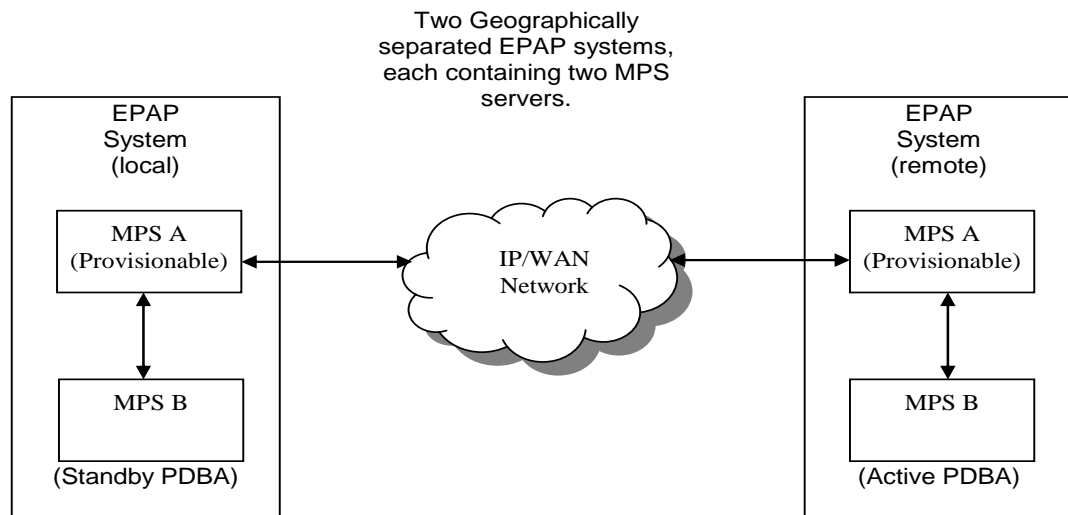 Two Geographically
separated EPAP systems,
each containing two MPS
servers.
EPAP
System
(local)
MPS A
(Provisionable)
MPS B
(Standby PDBA)
IP/WAN
Network
EPAP
System
(remote)
MPS A
(Provisionable)
MPS B
(Active PDBA)